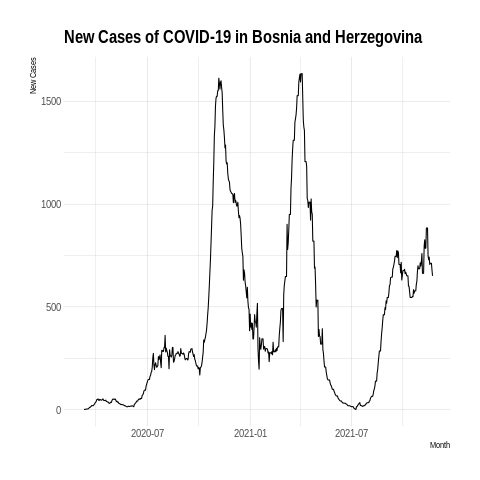 New Cases of COVID-19 in Bosnia and Herzegovina
New Cases
1500
1000
500
0
2020-07
2021-01
2021-07
Month